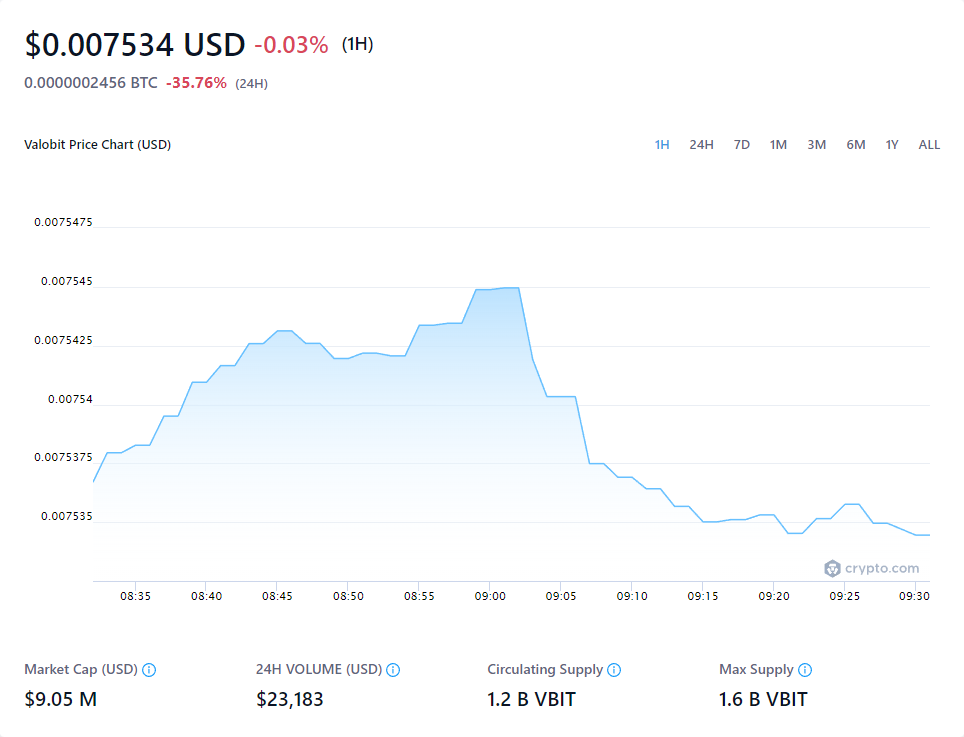 $0.007534 USD -0.03% (1H)
0.0000002456 BTC -35.76% (24H)
Valobit Price Chart (USD) 1H 24H 7D 1M 3M 6M 1Y ALL
0.0075475
0.007545
0.0075425
0.00754
0.0075375
0.007535
crypto.com
08:35 08:40 08:45 08:50 08:55 09:00 09:05 09:10 09:15 09:20 09:25 09:30
Market Cap (USD) 24H VOLUME (USD) Circulating Supply Max Supply
$9.05 M $23,183 1.2 B VBIT 1.6 B VBIT